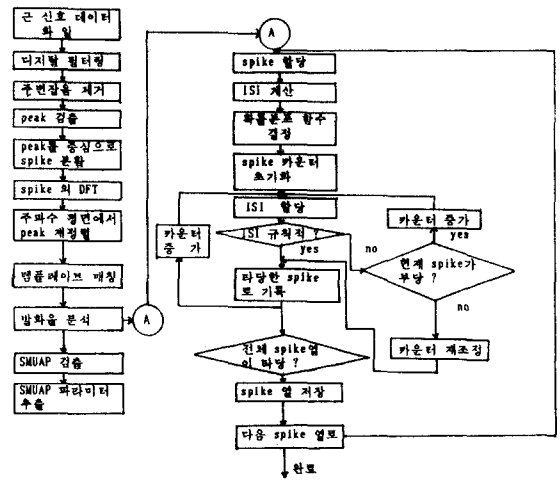 근 신호 데이터
화 일
디지탈 필터링
주변잡음 제거
peak 검출
peak를 중심으로
spike 분할
spike 의 DFT
주파수 평면에서
peak 재정렬
템플레이트 매칭
발화율 분석
A
SMUAP 검출
SMUAP 파라미터
추출
A
spike 할당
ISI 계산
확률분포 함수
결정
spike 카운터
초기화
ISI 할당
ISI 규칙적 ?
yes
no
카운터
증 가
타당한 spike
로 기록
카운터 증가
yes
현재 spike가
부당 ?
no
카운터 재조정
전체 spike열
이 타당 ?
spike 열 저장
다음 spike 열로
완료